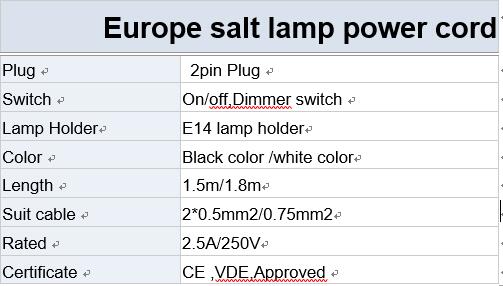 Europe salt lamp power cord
Plug 2pin Plug
Switch On/off,Dimmer switch
Lamp Holder E14 lamp holder
Color Black color /white color
Length 1.5m/1.8m
Suit cable 2*0.5mm2/0.75mm2
Rated 2.5A/250V
Certificate CE ,VDE,Approved